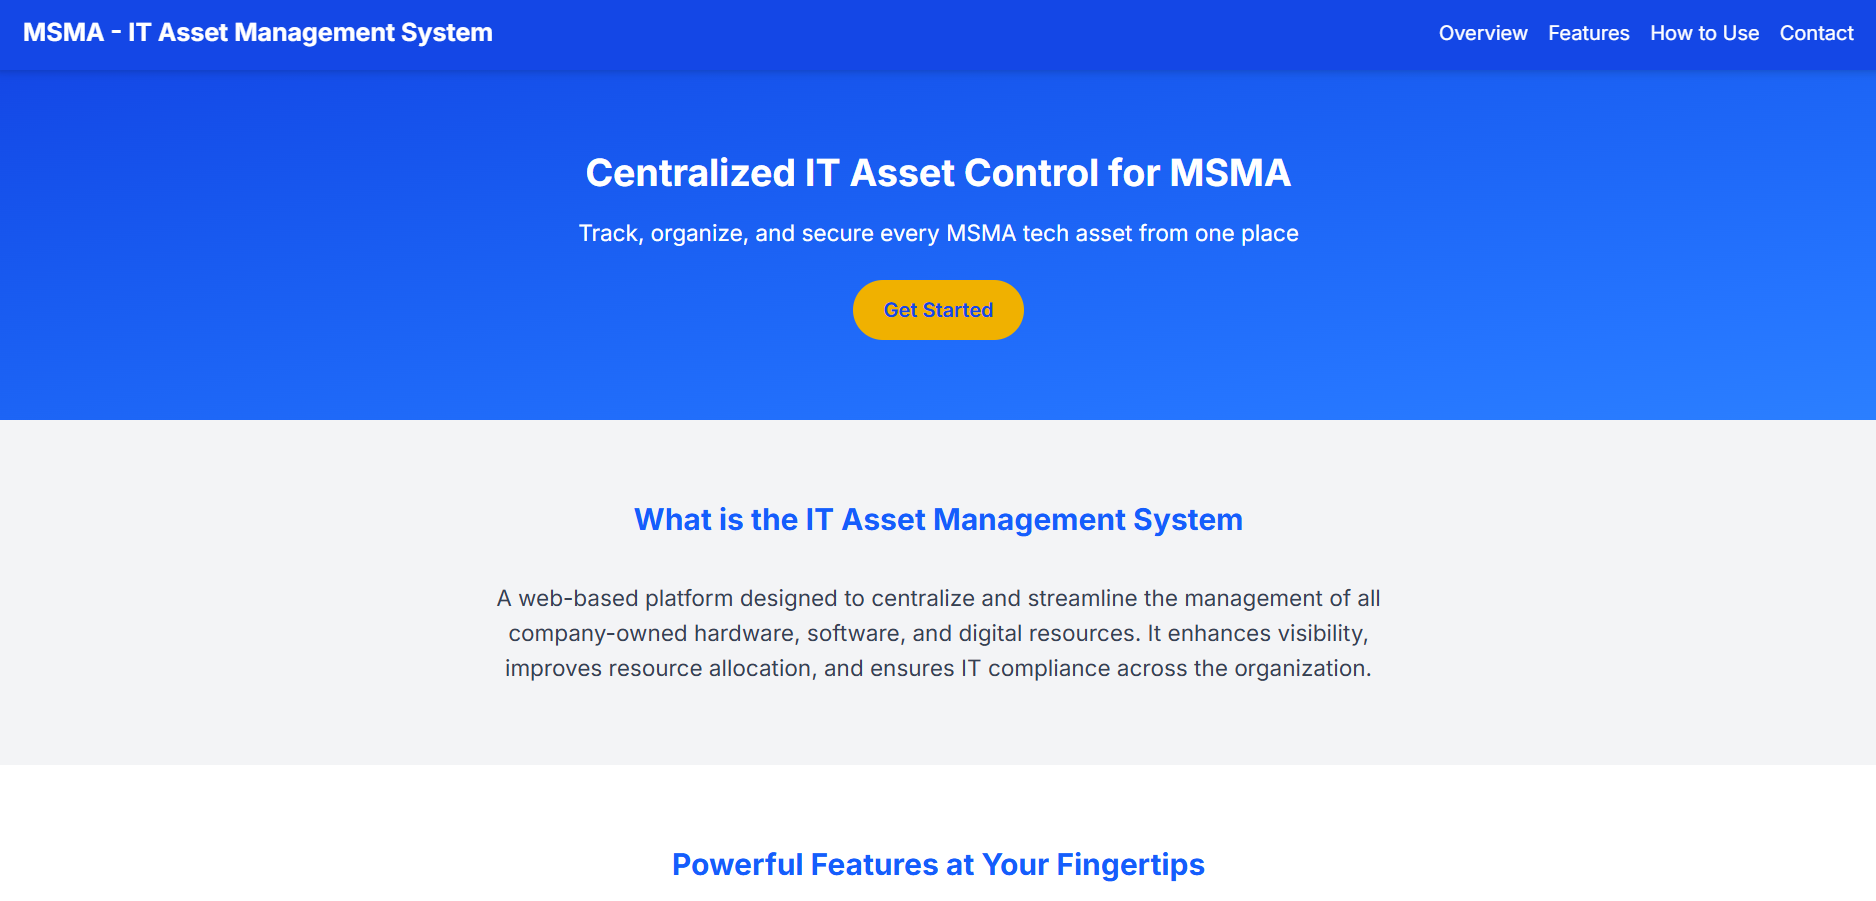 MSMA - IT Asset Management System
Overview
Features
How to Use
Contact
Centralized IT Asset Control for MSMA
Track, organize, and secure every MSMA tech asset from one place
Get Started
What is the IT Asset Management System
A web-based platform designed to centralize and streamline the management of all
company-owned hardware, software, and digital resources. It enhances visibility,
improves resource allocation, and ensures IT compliance across the organization.
Powerful Features at Your Fingertips